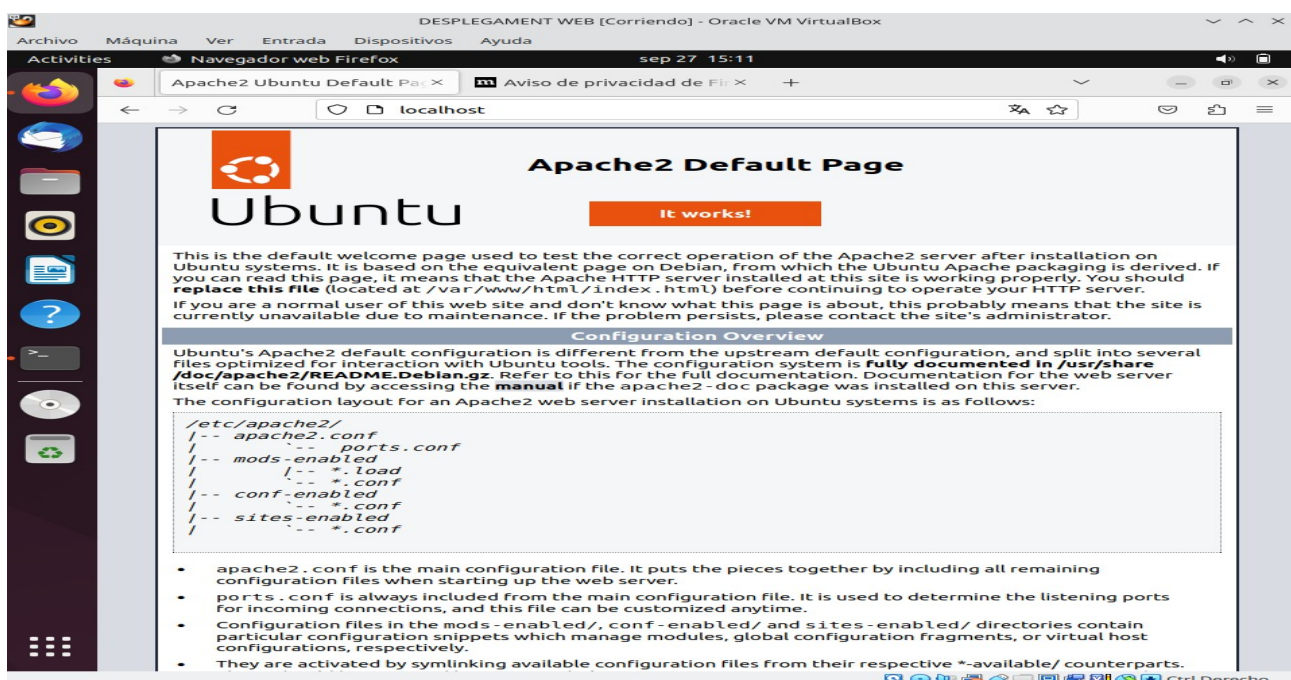 DESPLEGAMENT WEB [Corriendo] - Oracle VM VirtualBox
Archivo Máquina Ver Entrada Dispositivos Ayuda
Activities Navegador web Firefox sep 27 15:11
Apache2 Ubuntu Default Pa Aviso de privacidad de Fi
localhost
Ubuntu
Apache2 Default Page
It works!
This is the default welcome page used to test the correct operation of the Apache2 server after installation on
Ubuntu systems. It is based on the equivalent page on Debian, from which the Ubuntu Apache packaging is derived. If
you can read this page, it means that the Apache HTTP server installed at this site is working properly. You should
replace this file (located at /var/www/html/index.html) before continuing to operate your HTTP server.
If you are a normal user of this web site and don't know what this page is about, this probably means that the site is
currently unavailable due to maintenance. If the problem persists, please contact the site's administrator.
Configuration Overview
Ubuntu's Apache2 default configuration is different from the upstream default configuration, and split into several
files optimized for interaction with Ubuntu tools. The configuration system is fully documented in /usr/share
/doc/apache2/README.Debian.gz. Refer to this for the full documentation. Documentation for the web server
itself can be found by accessing the manual if the apache2-doc package was installed on this server.
The configuration layout for an Apache2 web server installation on Ubuntu systems is as follows:
/etc/apache2/
|-- apache2.conf
|       `--  ports.conf
|-- mods-enabled
|       |-- *.load
|       `-- *.conf
|-- conf-enabled
|       `-- *.conf
|-- sites-enabled
|       `-- *.conf
• apache2.conf is the main configuration file. It puts the pieces together by including all remaining
configuration files when starting up the web server.
• ports.conf is always included from the main configuration file. It is used to determine the listening ports
for incoming connections, and this file can be customized anytime.
• Configuration files in the mods-enabled/, conf-enabled/ and sites-enabled/ directories contain
particular configuration snippets which manage modules, global configuration fragments, or virtual host
configurations, respectively.
• They are activated by symlinking available configuration files from their respective *-available/ counterparts.
Ctrl Derecho